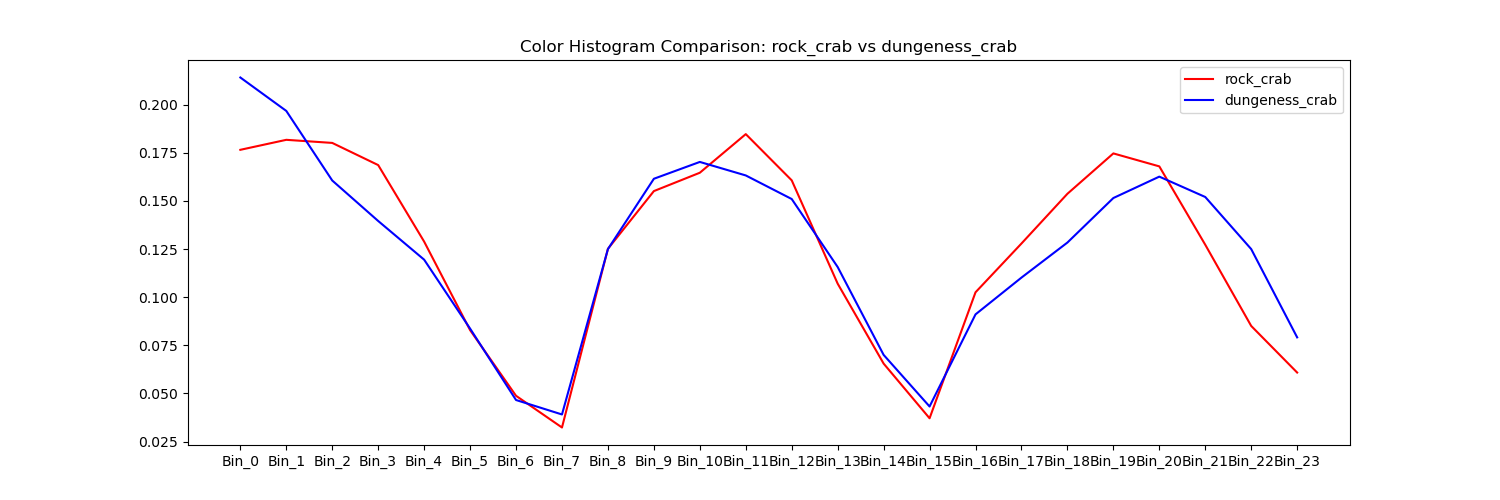 Color Histogram Comparison: rock_crab vs dungeness_crab
rock_crab
dungeness_crab
0.200
0.175
0.150
0.125
0.100
0.075
0.050
0.025
Bin_0 Bin_1 Bin_2 Bin_3 Bin_4 Bin_5 Bin_6 Bin_7 Bin_8 Bin_9 Bin_10 Bin_11 Bin_12 Bin_13 Bin_14 Bin_15 Bin_16 Bin_17 Bin_18 Bin_19 Bin_20 Bin_21 Bin_22 Bin_23